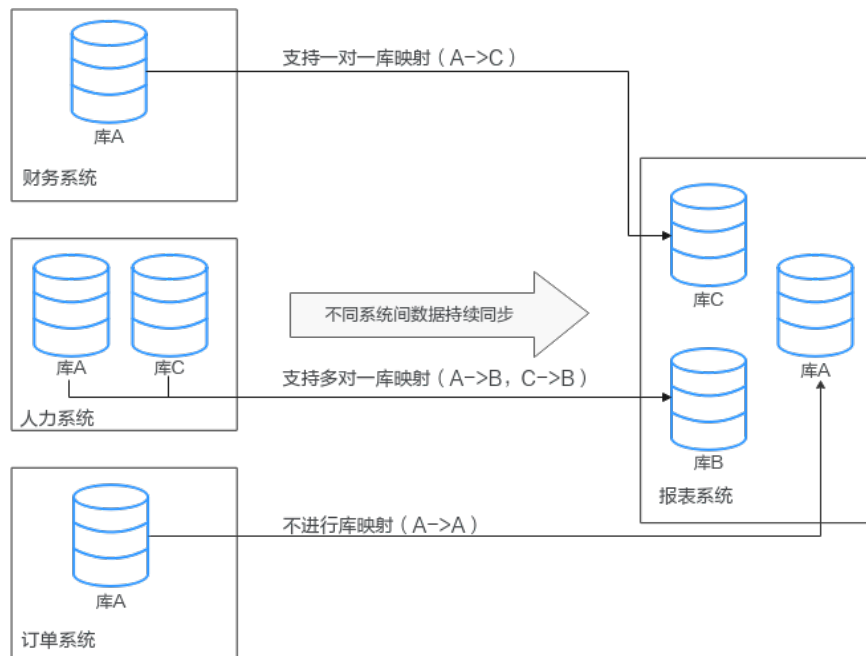 支持一对一库映射（A->C）
库A
财务系统
不同系统间数据持续同步
库C
库A
库C
库A
支持多对一库映射（A->B，C->B）
人力系统
库B
报表系统
不进行库映射（A->A）
库A
订单系统